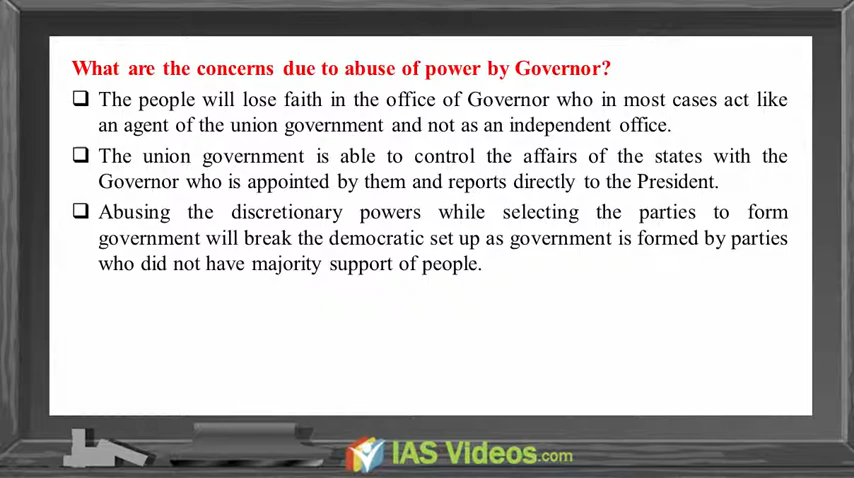 What are the concerns due to abuse of power by Governor?
❑ The people will lose faith in the office of Governor who in most cases act like
an agent of the union government and not as an independent office.
❑ The union government is able to control the affairs of the states with the
Governor who is appointed by them and reports directly to the President.
❑ Abusing the discretionary powers while selecting the parties to form
government will break the democratic set up as government is formed by parties
who did not have majority support of people.
IAS Videos.com